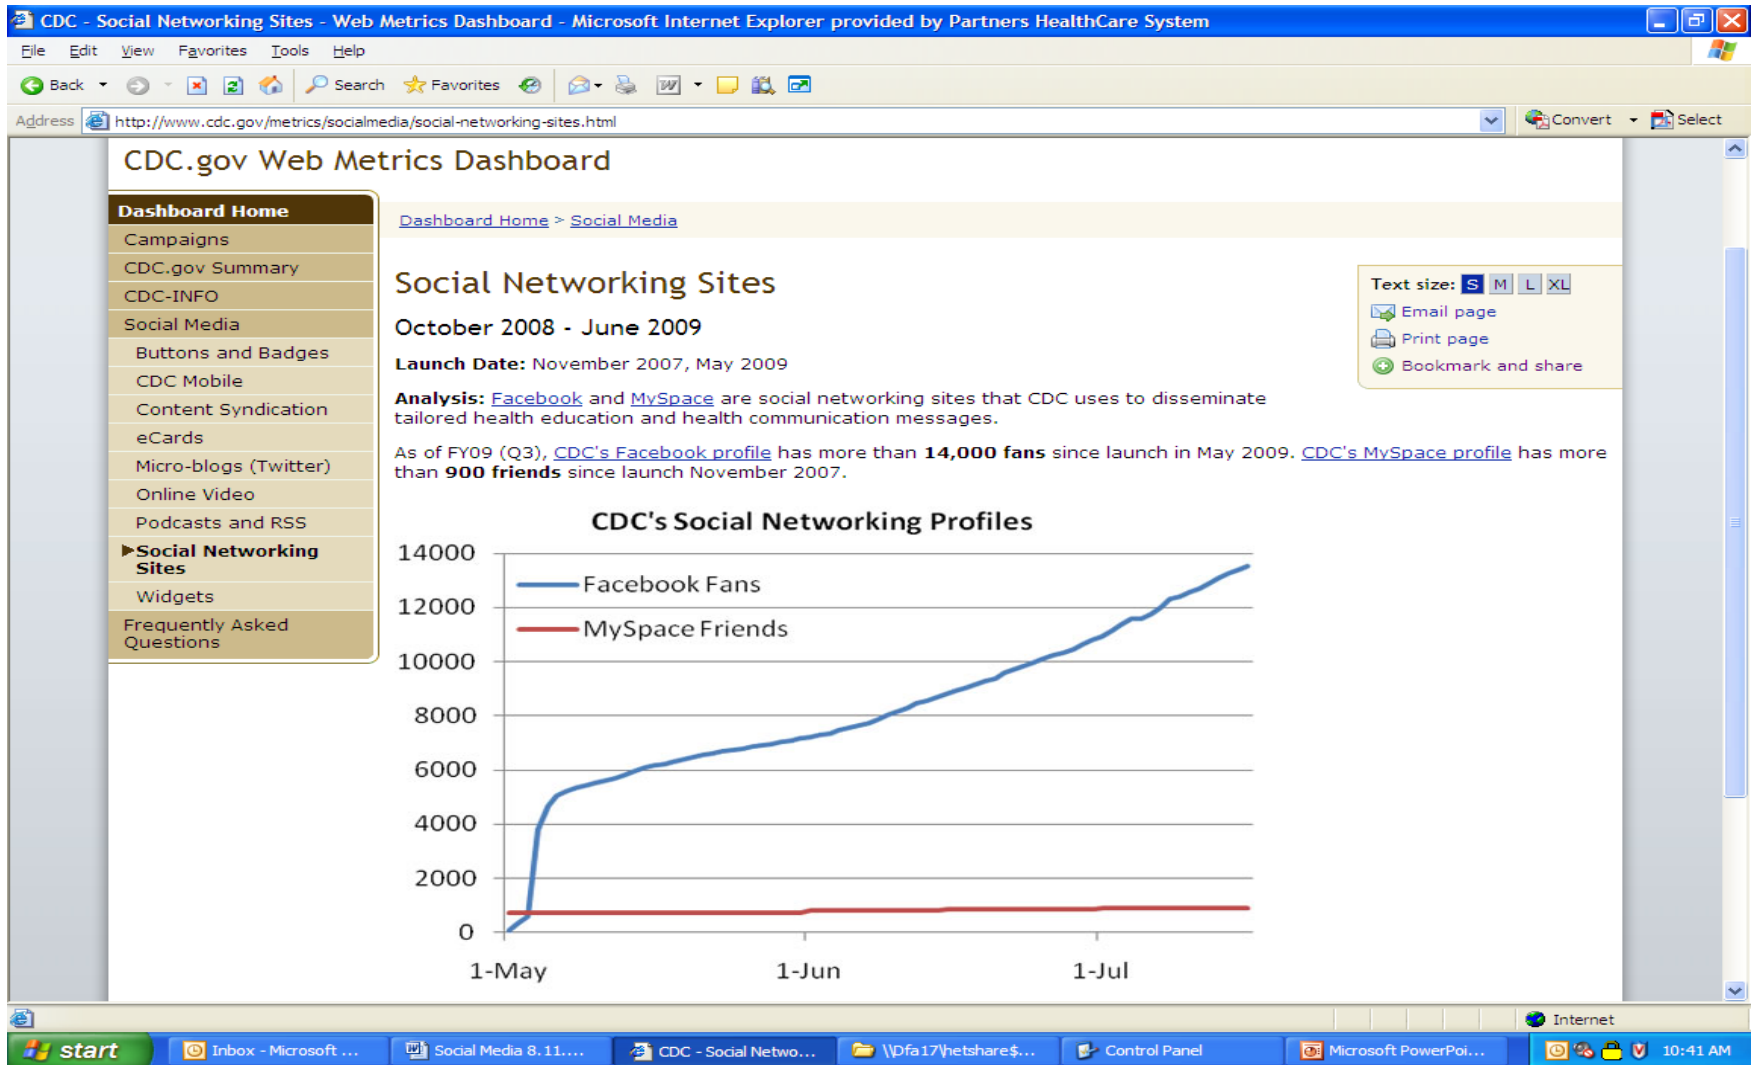 CDC - Social Networking Sites - Web Metrics Dashboard - Microsoft Internet Explorer provided by Partners HealthCare System
File Edit View Favorites Tools Help
Back Search Favorites
Address http://www.cdc.gov/metrics/socialmedia/social-networking-sites.html Convert Select
CDC.gov Web Metrics Dashboard
Dashboard Home
Campaigns
CDC.gov Summary
CDC-INFO
Social Media
Buttons and Badges
CDC Mobile
Content Syndication
eCards
Micro-blogs (Twitter)
Online Video
Podcasts and RSS
Social Networking
Sites
Widgets
Frequently Asked
Questions
Dashboard Home > Social Media
Social Networking Sites
October 2008 - June 2009
Launch Date: November 2007, May 2009
Analysis: Facebook and MySpace are social networking sites that CDC uses to disseminate
tailored health education and health communication messages.
As of FY09 (Q3), CDC's Facebook profile has more than 14,000 fans since launch in May 2009. CDC's MySpace profile has more
than 900 friends since launch November 2007.
Text size: S M L XL
Email page
Print page
Bookmark and share
CDC's Social Networking Profiles
14000
12000
10000
8000
6000
4000
2000
0
Facebook Fans
MySpace Friends
1-May 1-Jun 1-Jul
Internet
start Inbox - Microsoft ... Social Media 8.11.... CDC - Social Netwo... \\Dfa17\hetshare$... Control Panel Microsoft PowerPoi... 10:41 AM